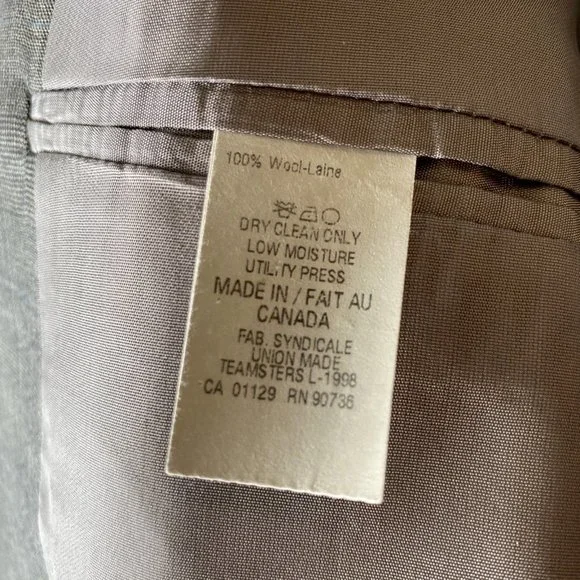 100% Wool-Laine
DRY CLEAN ONLY
LOW MOISTURE
UTILITY PRESS
MADE IN / FAIT AU
CANADA
FAB. SYNDICALE
UNION MADE
TEAMSTERS L-1998
CA 01129 RN 90736